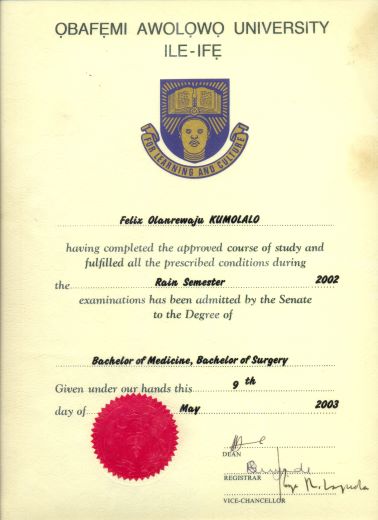 ỌBAFẸMI AWOLỌWỌ UNIVERSITY
ILE-IFẸ
FOR LEARNING AND CULTURE
Felix Olanrewaju KUMOLALO
having completed the approved course of study and
fulfilled all the prescribed conditions during
the Rain Semester 2002
examinations has been admitted by the Senate
to the Degree of
Bachelor of Medicine, Bachelor of Surgery
Given under our hands this 9 th
day of May 2003
DEAN
REGISTRAR
VICE-CHANCELLOR